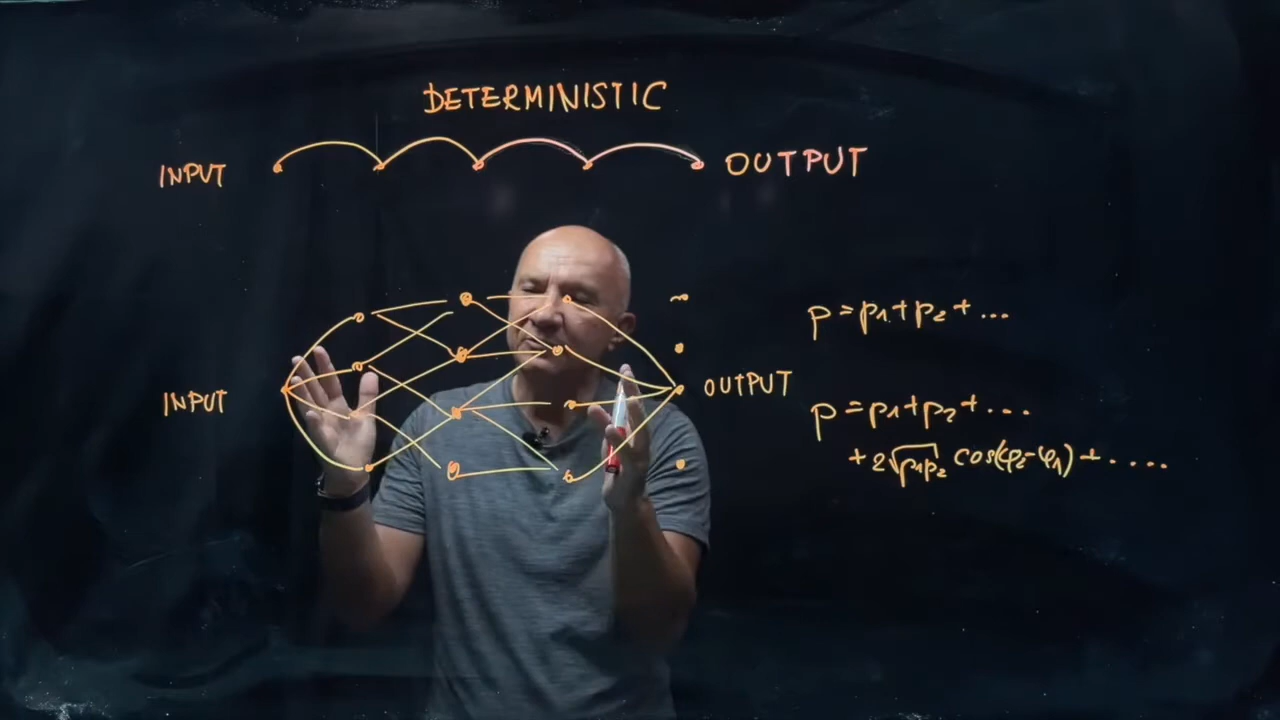 DETERMINISTIC
INPUT OUTPUT
p = p1 + p2 + ...
INPUT OUTPUT
p = p1 + p2 + ...
+ 2√p1p2 cos(φ2-φ1) + ....